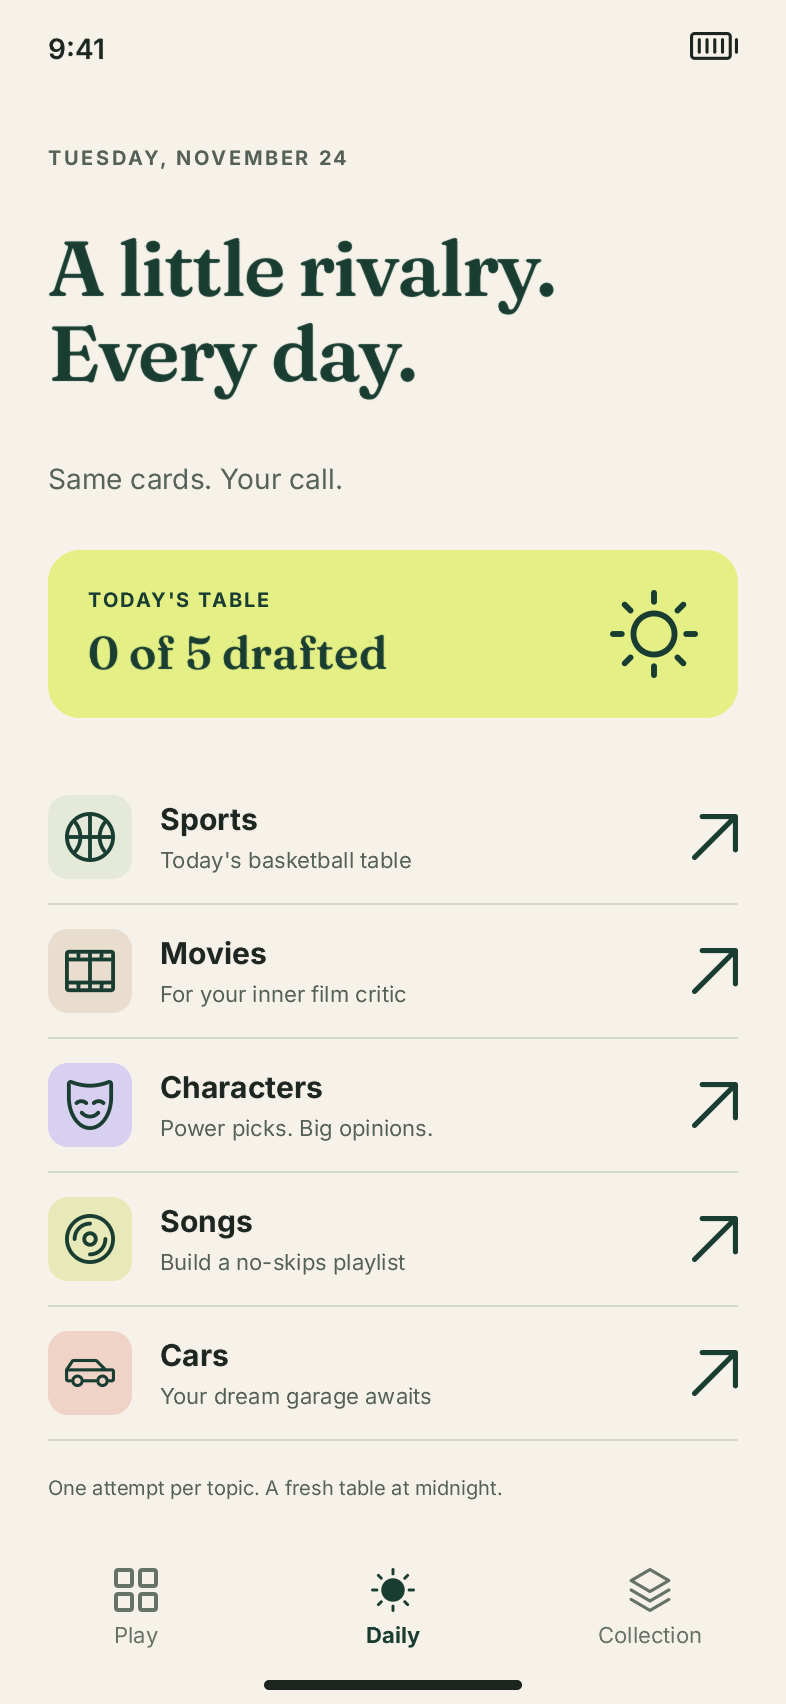 9:41
TUESDAY, NOVEMBER 24
A little rivalry.
Every day.
Same cards. Your call.
TODAY'S TABLE
0 of 5 drafted
Sports
Today's basketball table
Movies
For your inner film critic
Characters
Power picks. Big opinions.
Songs
Build a no-skips playlist
Cars
Your dream garage awaits
One attempt per topic. A fresh table at midnight.
Play
Daily
Collection